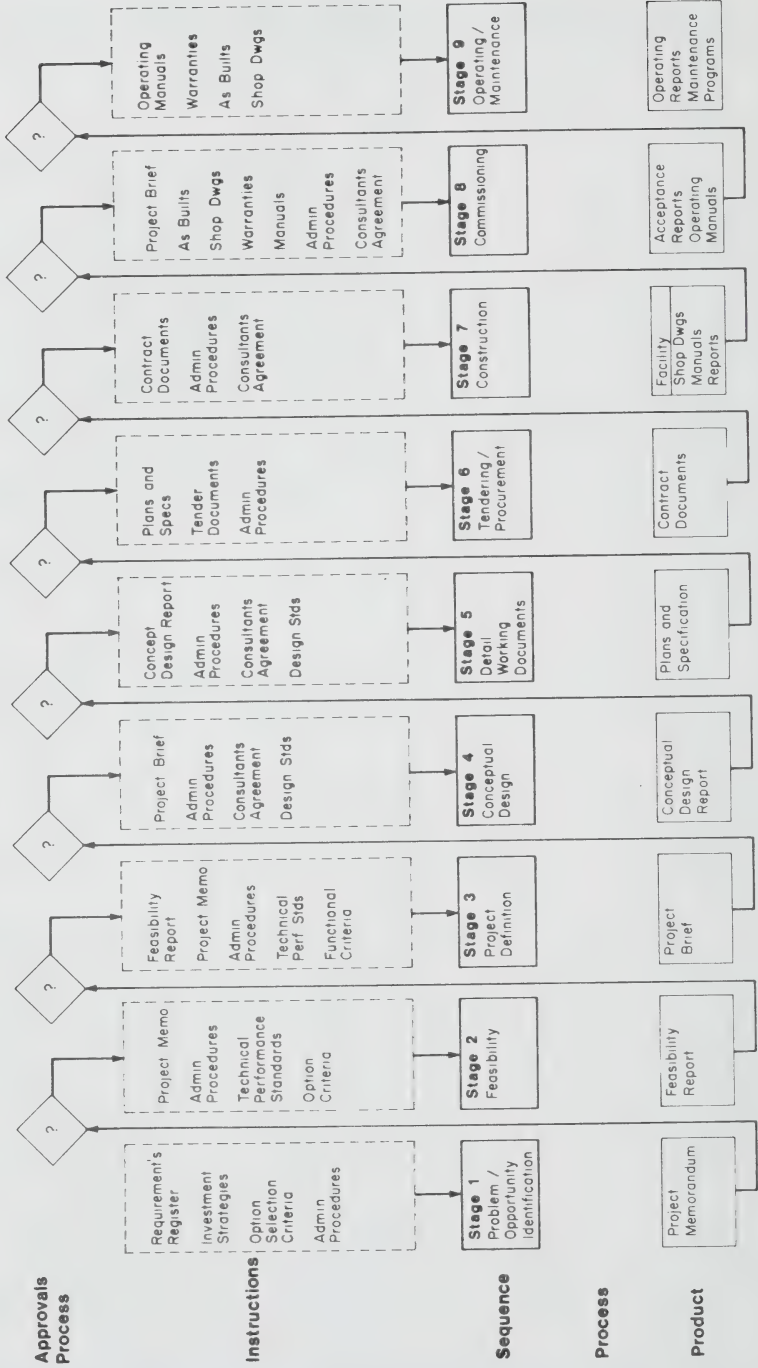 Approvals
Process
?
?
?
?
?
?
?
?
Instructions
Requirement's
Register
Investment
Strategies
Option
Selection
Criteria
Admin
Procedures
Project Memo
Admin
Procedures
Technical
Performance
Standards
Option
Criteria
Feasibility
Report
Project Memo
Admin
Procedures
Technical
Perf Stds
Functional
Criteria
Project Brief
Admin
Procedures
Consultants
Agreement
Design Stds
Concept
Design Report
Admin
Procedures
Consultants
Agreement
Design Stds
Plans and
Specs
Tender
Documents
Admin
Procedures
Contract
Documents
Admin
Procedures
Consultants
Agreement
Project Brief
As Builts
Shop Dwgs
Warranties
Manuals
Admin
Procedures
Consultants
Agreement
Operating
Manuals
Warranties
As Builts
Shop Dwgs
Sequence
Stage 1
Problem /
Opportunity
Identification
Stage 2
Feasibility
Stage 3
Project
Definition
Stage 4
Conceptual
Design
Stage 5
Detail
Working
Documents
Stage 6
Tendering /
Procurement
Stage 7
Construction
Stage 8
Commissioning
Stage 9
Operating /
Maintenance
Process
Product
Project
Memorandum
Feasibility
Report
Project
Brief
Conceptual
Design
Report
Plans and
Specification
Contract
Documents
Facility
Shop Dwgs
Manuals
Reports
Acceptance
Reports
Operating
Manuals
Operating
Reports
Maintenance
Programs